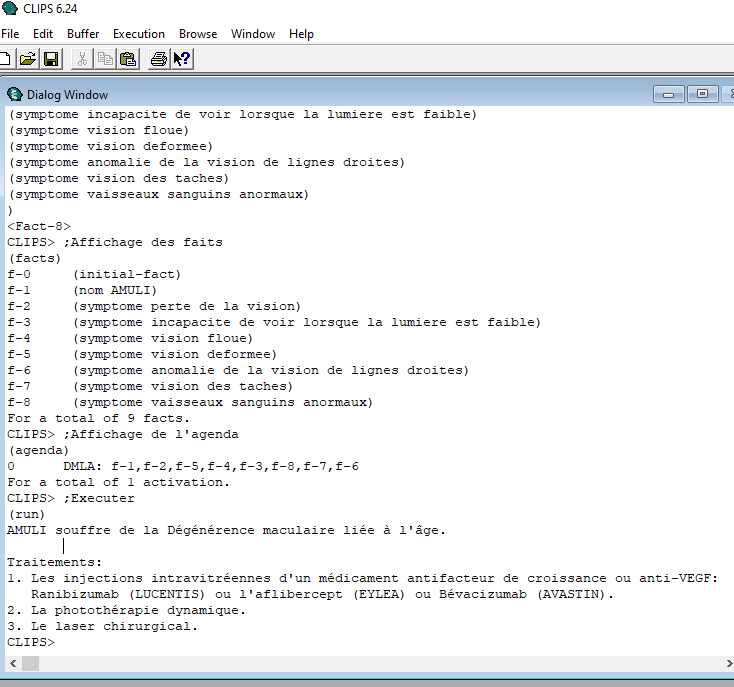 CLIPS 6.24
File Edit Buffer Execution Browse Window Help
Dialog Window
(symptome incapacite de voir lorsque la lumiere est faible)
(symptome vision floue)
(symptome vision deformee)
(symptome anomalie de la vision de lignes droites)
(symptome vision des taches)
(symptome vaisseaux sanguins anormaux)
)
<Fact-8>
CLIPS> ;Affichage des faits
(facts)
f-0 (initial-fact)
f-1 (nom AMULI)
f-2 (symptome perte de la vision)
f-3 (symptome incapacite de voir lorsque la lumiere est faible)
f-4 (symptome vision floue)
f-5 (symptome vision deformee)
f-6 (symptome anomalie de la vision de lignes droites)
f-7 (symptome vision des taches)
f-8 (symptome vaisseaux sanguins anormaux)
For a total of 9 facts.
CLIPS> ;Affichage de l'agenda
(agenda)
0 DMLA: f-1,f-2,f-5,f-4,f-3,f-8,f-7,f-6
For a total of 1 activation.
CLIPS> ;Executer
(run)
AMULI souffre de la Dégénérence maculaire liée à l'âge.
Traitements:
1. Les injections intravitréennes d'un médicament antifacteur de croissance ou anti-VEGF:
Ranibizumab (LUCENTIS) ou l'aflibercept (EYLEA) ou Bévacizumab (AVASTIN).
2. La photothérapie dynamique.
3. Le laser chirurgical.
CLIPS>